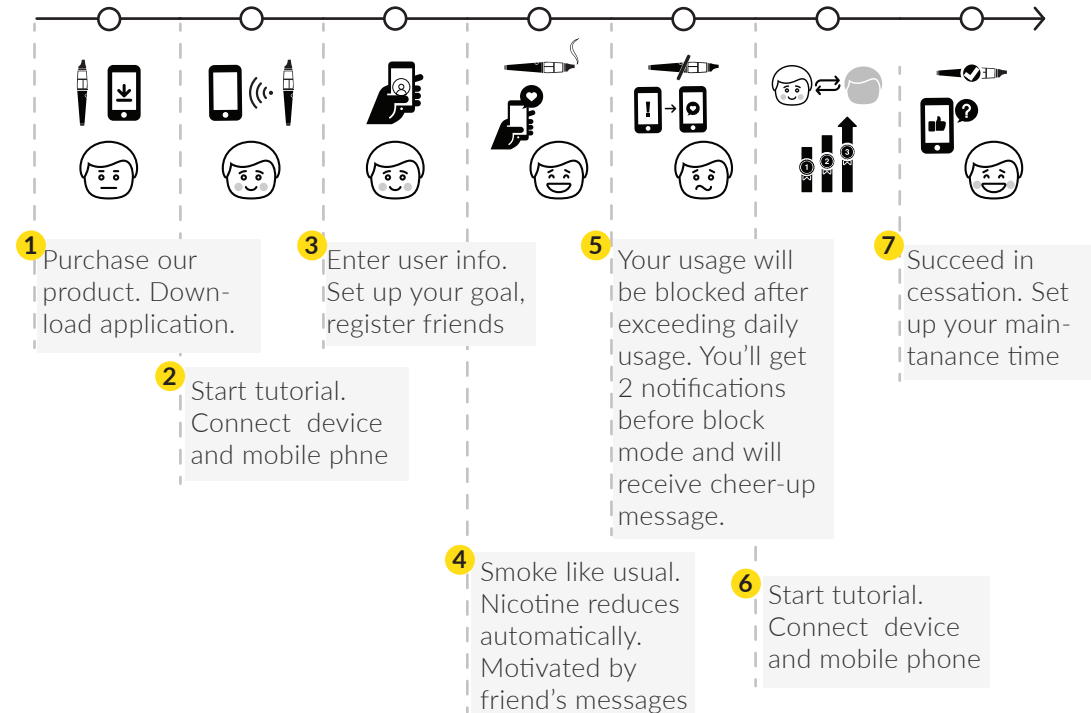 1
Purchase our
product. Down-
load application.
2
Start tutorial.
Connect device
and mobile phne
3
Enter user info.
Set up your goal,
register friends
4
Smoke like usual.
Nicotine reduces
automatically.
Motivated by
friend's messages
5
Your usage will
be blocked after
exceeding daily
usage. You'll get
2 notifications
before block
mode and will
receive cheer-up
message.
6
Start tutorial.
Connect device
and mobile phone
7
Succeed in
cessation. Set
up your main-
tanance time
!
1
2
3
?